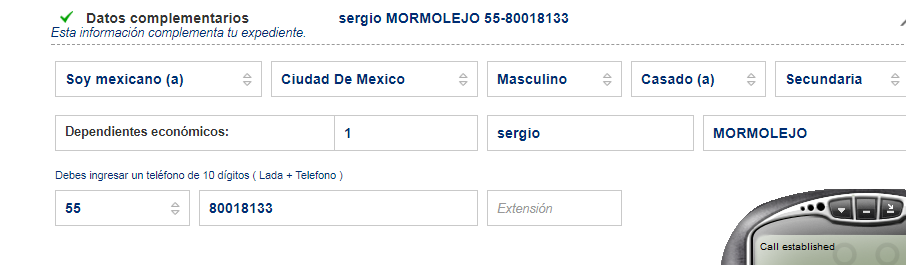 Datos complementarios sergio MORMOLEJO 55-80018133
Esta información complementa tu expediente.
Soy mexicano (a) Ciudad De Mexico Masculino Casado (a) Secundaria
Dependientes económicos: 1 sergio MORMOLEJO
Debes ingresar un teléfono de 10 dígitos ( Lada + Telefono )
55 80018133 Extensión
Call established